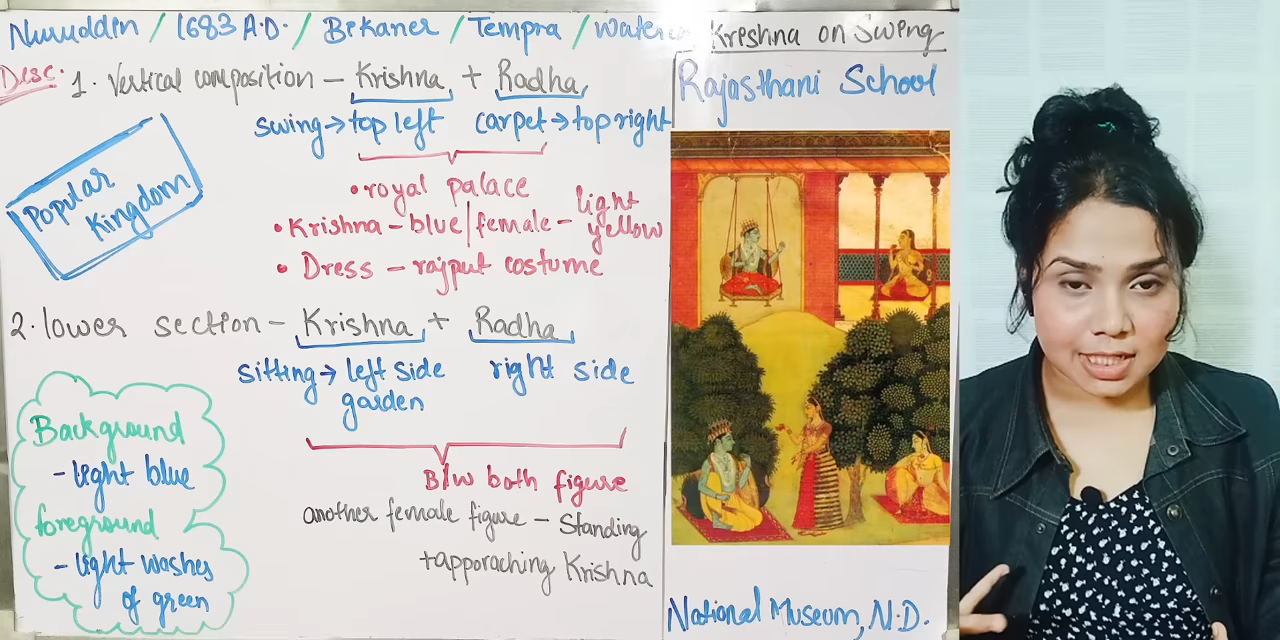 Nuruddin / 1683 A.D. / Bikaner / Tempra / Water
Krishna on Swing
Rajasthani School
Desc.
1. Vertical composition – Krishna + Radha
swing → top left carpet → top right
• royal palace
• Krishna – blue / female – light yellow
• Dress – rajput costume
Popular
Kingdom
2. lower section – Krishna + Radha
sitting → left side right side
garden
B/w both figure
another female figure – Standing
+ apporaching Krishna
Background
– light blue
foreground
– light washes
of green
National Museum, N.D.